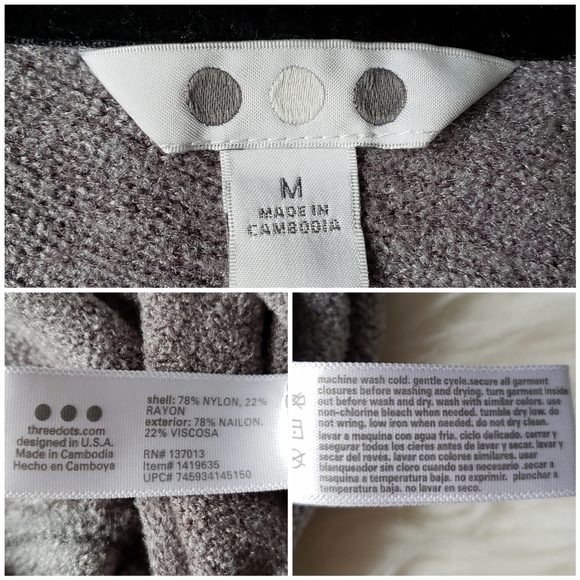 M
MADE IN
CAMBODIA
threedots.com
designed in U.S.A.
Made in Cambodia
Hecho en Camboya
shell: 78% NYLON, 22%
RAYON
exterior: 78% NAILON,
22% VISCOSA
RN# 137013
Item# 1419635
UPC# 745934145150
machine wash cold. gentle cycle.secure all garment
closures before washing and drying. turn garment inside
out before wash and dry. wash with similar colors. use
non-chlorine bleach when needed. tumble dry low. do
not wring. low iron when needed. do not dry clean.
lavar a maquina con agua fria. ciclo delicado. cerrar y
asegurar todos los cieres antes de lavar y secar. lavar y
secar del revés. lavar con colores similares. usar
blanqueador sin cloro cuando sea necesario .secar a
maquina a temperatura baja. no exprimir. planchar a
temperatura baja. no lavar en seco.